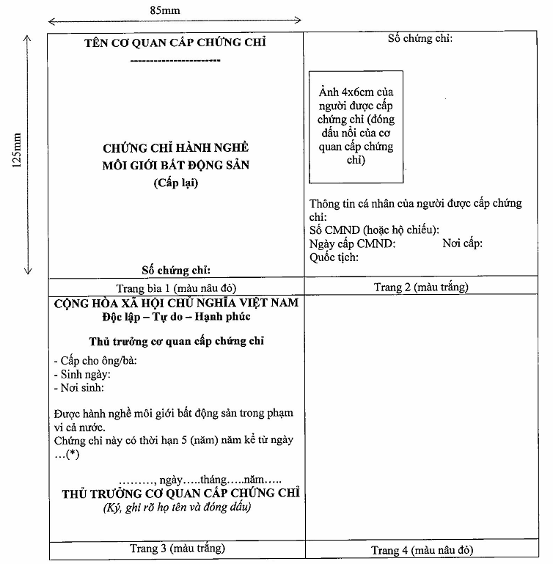 85mm
125mm
TÊN CƠ QUAN CẤP CHỨNG CHỈ
-----------------------
CHỨNG CHỈ HÀNH NGHỀ
MÔI GIỚI BẤT ĐỘNG SẢN
(Cấp lại)
Số chứng chỉ:
Trang bìa 1 (màu nâu đỏ)
Số chứng chỉ:
Ảnh 4x6cm của
người được cấp
chứng chỉ (đóng
dấu nổi của cơ
quan cấp chứng
chỉ)
Thông tin cá nhân của người được cấp chứng
chỉ:
Số CMND (hoặc hộ chiếu):
Ngày cấp CMND: Nơi cấp:
Quốc tịch:
Trang 2 (màu trắng)
CỘNG HÒA XÃ HỘI CHỦ NGHĨA VIỆT NAM
Độc lập – Tự do – Hạnh phúc
Thủ trưởng cơ quan cấp chứng chỉ
- Cấp cho ông/bà:
- Sinh ngày:
- Nơi sinh:
Được hành nghề môi giới bất động sản trong phạm
vi cả nước.
Chứng chỉ này có thời hạn 5 (năm) năm kể từ ngày
…(*)
………, ngày…..tháng…..năm…..
THỦ TRƯỞNG CƠ QUAN CẤP CHỨNG CHỈ
(Ký, ghi rõ họ tên và đóng dấu)
Trang 3 (màu trắng)
Trang 4 (màu nâu đỏ)